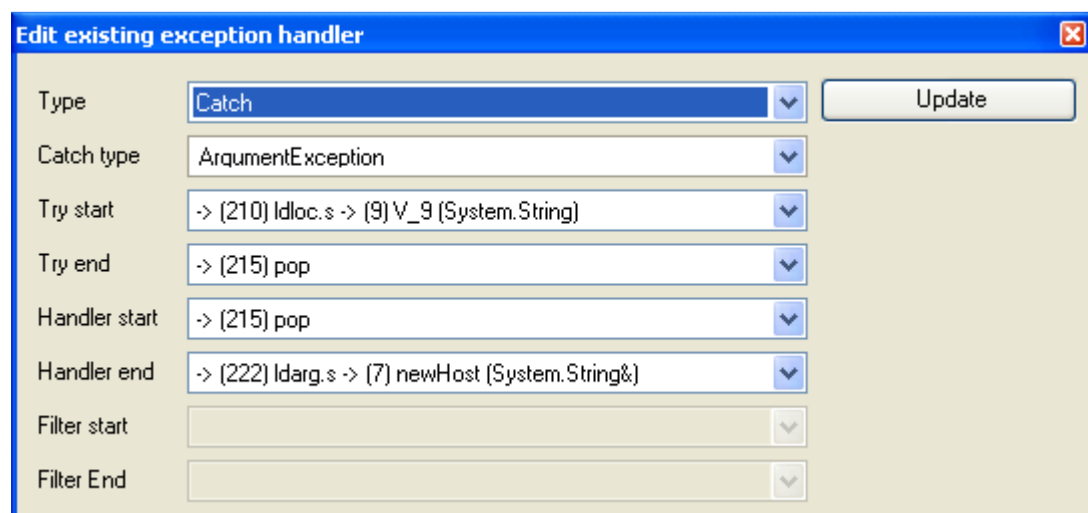 Edit existing exception handler
Type
Catch
Update
Catch type
ArgumentException
Try start
-> (210) ldloc.s -> (9) V_9 (System.String)
Try end
-> (215) pop
Handler start
-> (215) pop
Handler end
-> (222) ldarg.s -> (7) newHost (System.String&)
Filter start
Filter End